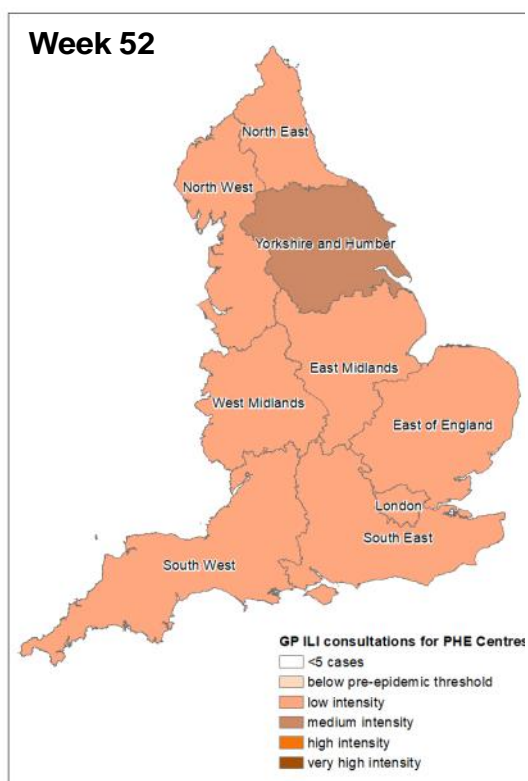 Week 52
North East
North West
Yorkshire and Humber
East Midlands
West Midlands
East of England
London
South East
South West
GP ILI consultations for PHE Centres
<5 cases
below pre-epidemic threshold
low intensity
medium intensity
high intensity
very high intensity